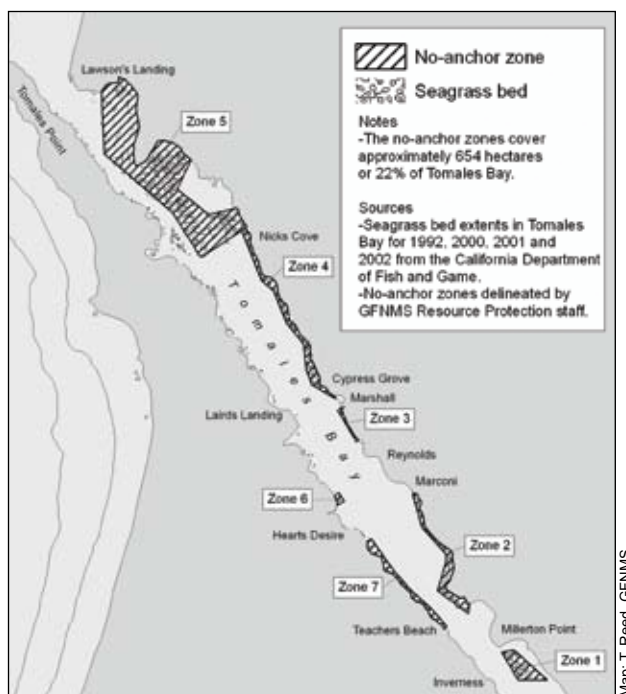 No-anchor zone
Seagrass bed
Notes
-The no-anchor zones cover
approximately 654 hectares
or 22% of Tomales Bay.
Sources
-Seagrass bed extents in Tomales
Bay for 1992, 2000, 2001 and
2002 from the California Department
of Fish and Game.
-No-anchor zones delineated by
GFNMS Resource Protection staff.
Lawson's Landing
Tomales Point
Zone 5
Nicks Cove
Zone 4
Tomales Bay
Cypress Grove
Marshall
Lairds Landing
Zone 3
Reynolds
Marconi
Zone 6
Hearts Desire
Zone 2
Zone 7
Teachers Beach
Millerton Point
Zone 1
Inverness
Map: T. Reed, GFNMS